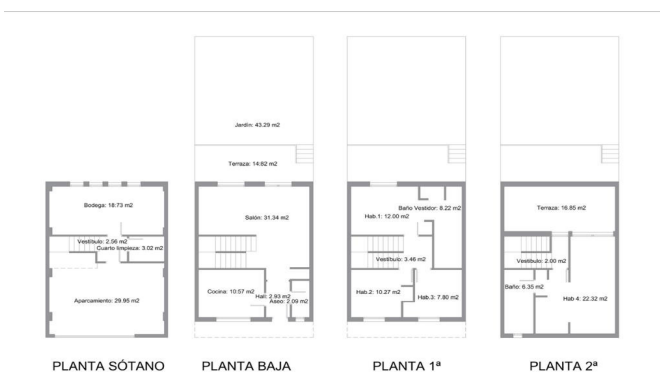 Jardín: 43.29 m2
Terraza: 14.82 m2
Bodega: 18.73 m2
Vestíbulo: 2.56 m2
Cuarto limpieza: 3.02 m2
Aparcamiento: 29.95 m2
Salón: 31.34 m2
Cocina: 10.57 m2
Hall: 2.93 m2
Aseo: 2.09 m2
Baño Vestidor: 8.22 m2
Hab.1: 12.00 m2
Vestíbulo: 3.46 m2
Hab.2: 10.27 m2
Hab.3: 7.80 m2
Terraza: 16.85 m2
Vestíbulo: 2.00 m2
Baño: 6.35 m2
Hab 4: 22.32 m2
PLANTA SÓTANO
PLANTA BAJA
PLANTA 1ª
PLANTA 2ª